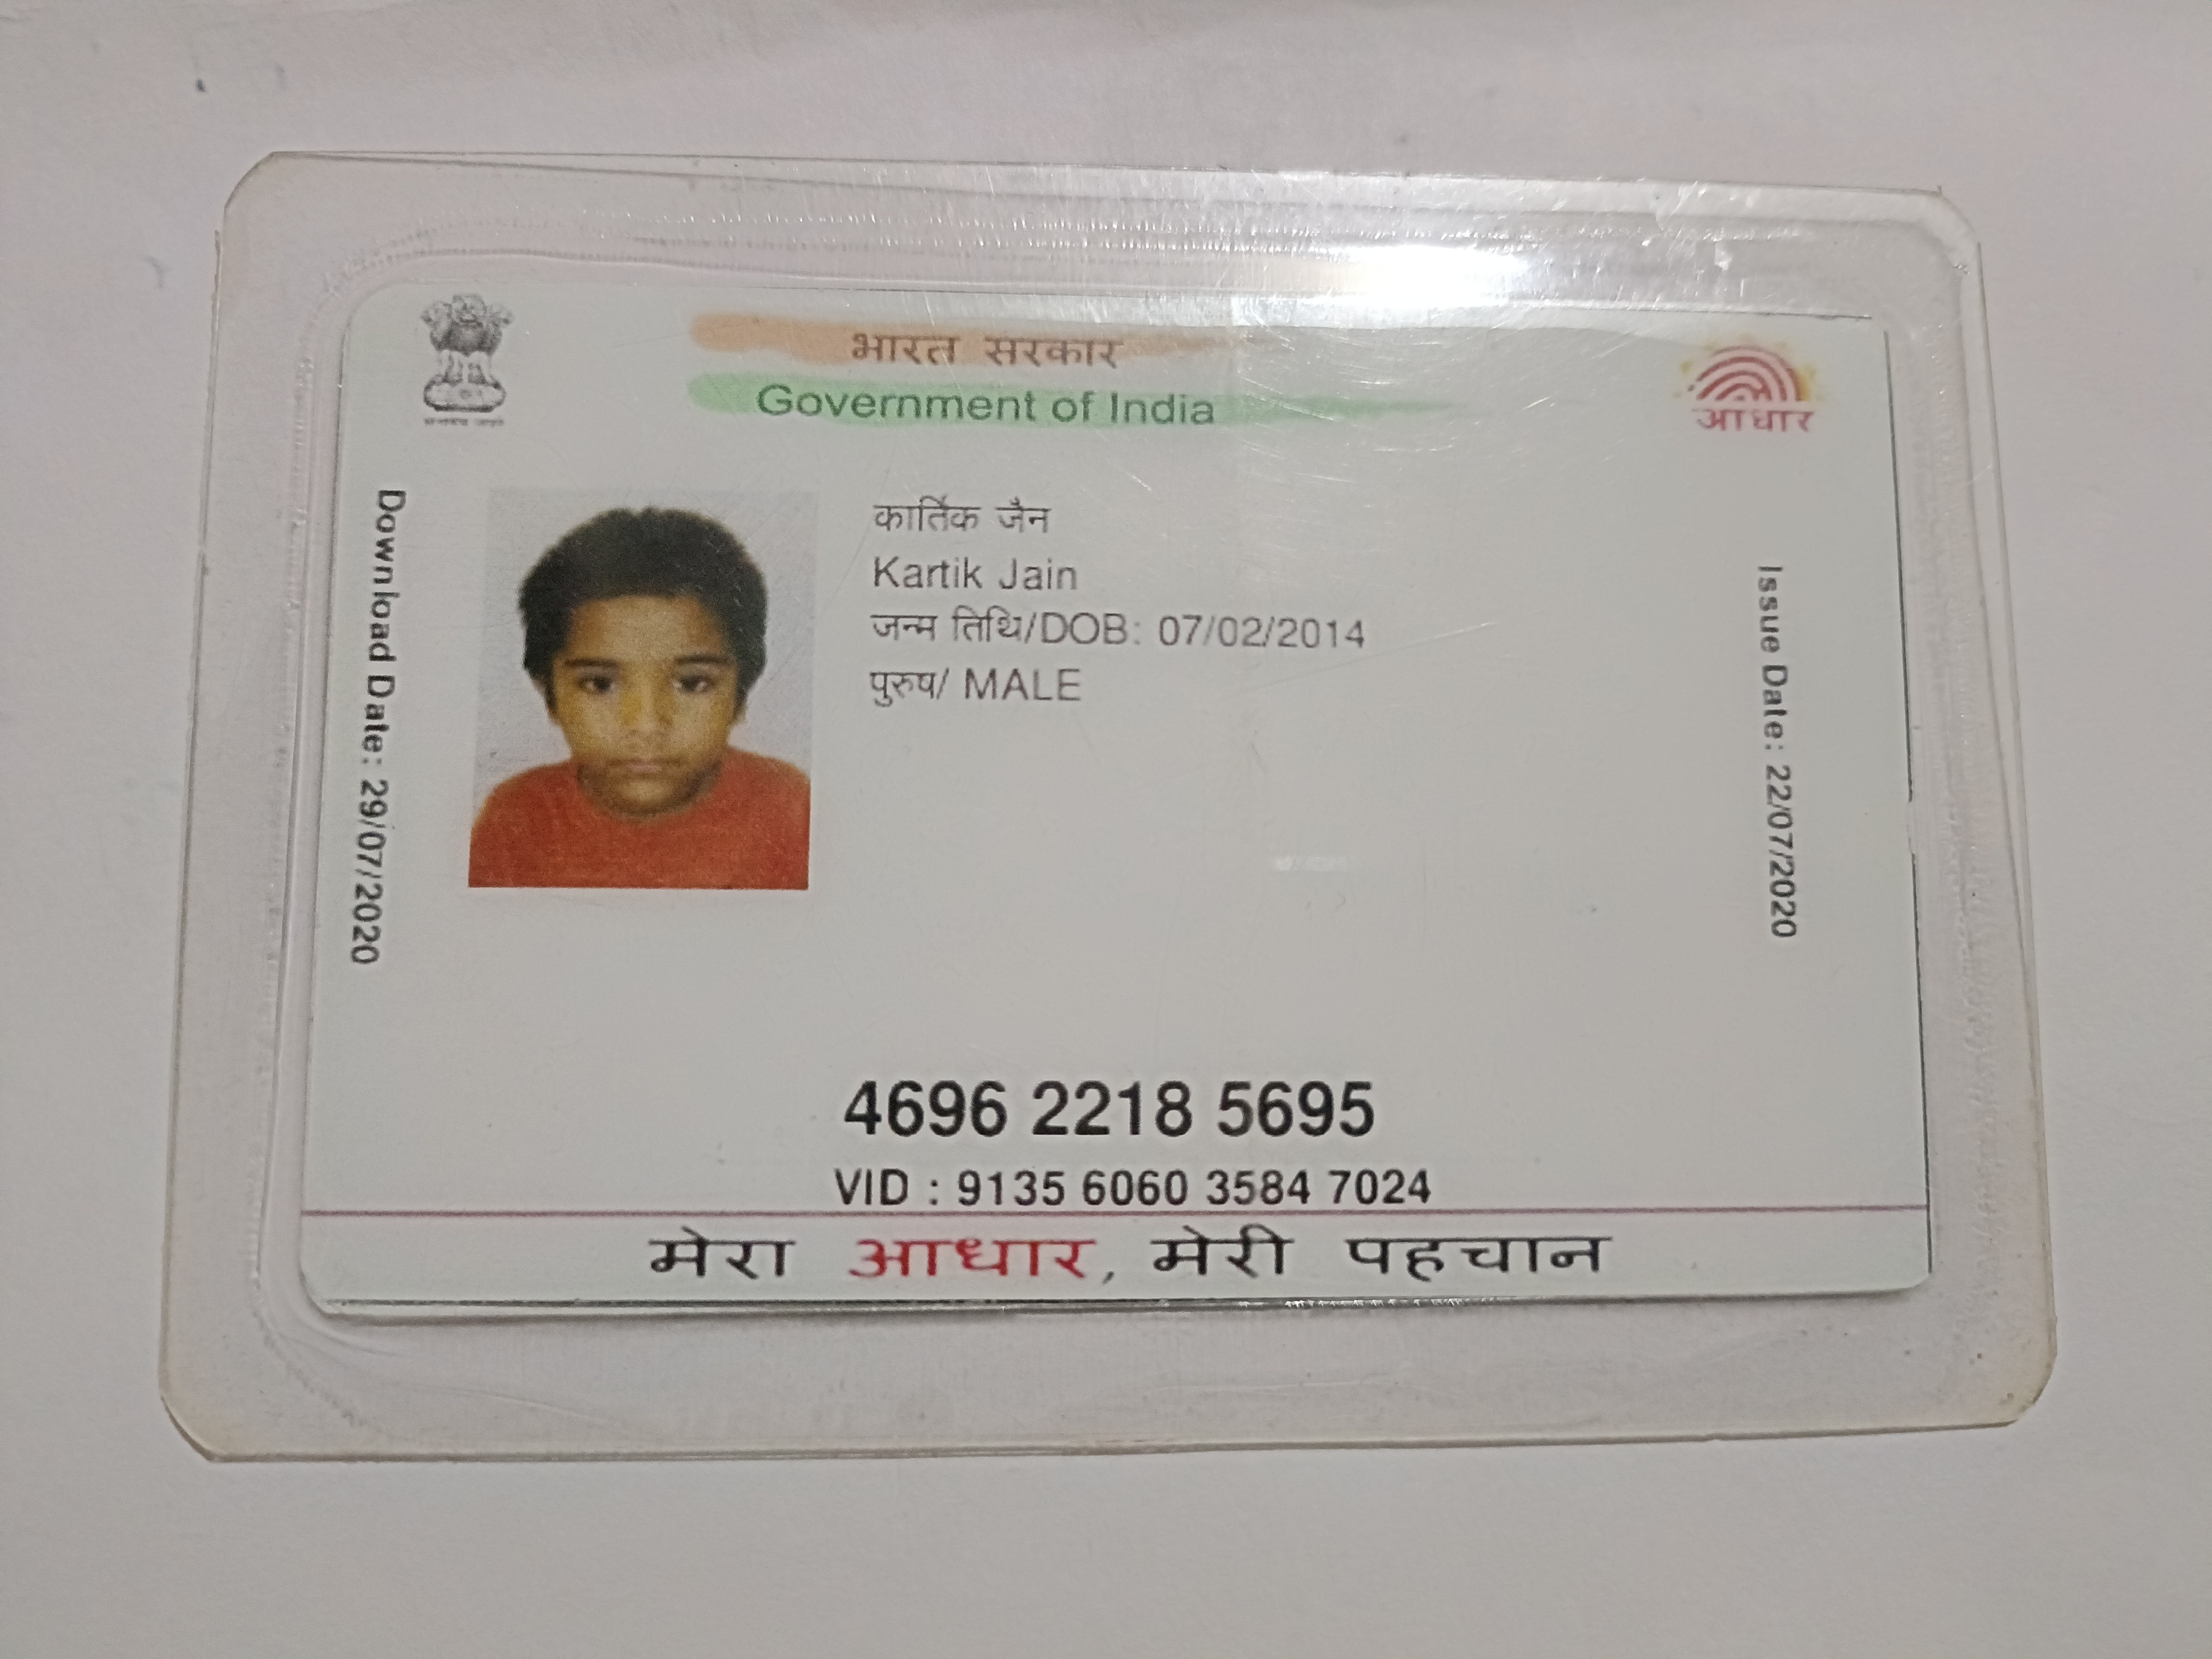 भारत सरकार
Government of India
आधार
Download Date: 29/07/2020
कार्तिक जैन
Kartik Jain
जन्म तिथि/DOB: 07/02/2014
पुरुष/ MALE
Issue Date: 22/07/2020
4696 2218 5695
VID : 9135 6060 3584 7024
मेरा आधार, मेरी पहचान